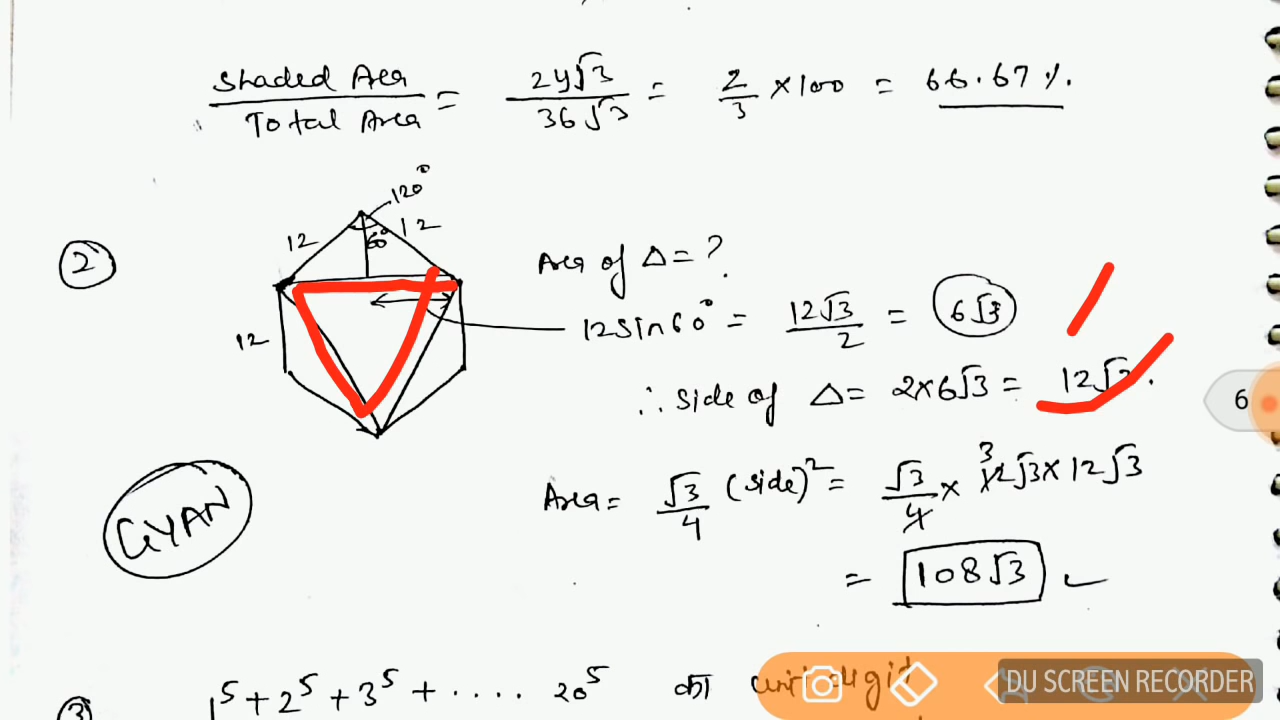 Shaded Area / Total Area = 24√3 / 36√3 = 2/3 × 100 = 66.67%.
120°
12 60° 12
② Area of Δ = ?
12
12 sin 60° = 12√3 / 2 = 6√3
∴ side of Δ = 2×6√3 = 12√3.
6
Area = √3/4 (side)² = √3/4 × 3 12√3 × 12√3
GYAN
= 108√3
③ 1⁵ + 2⁵ + 3⁵ + .... 20⁵ का unit digit
DU SCREEN RECORDER